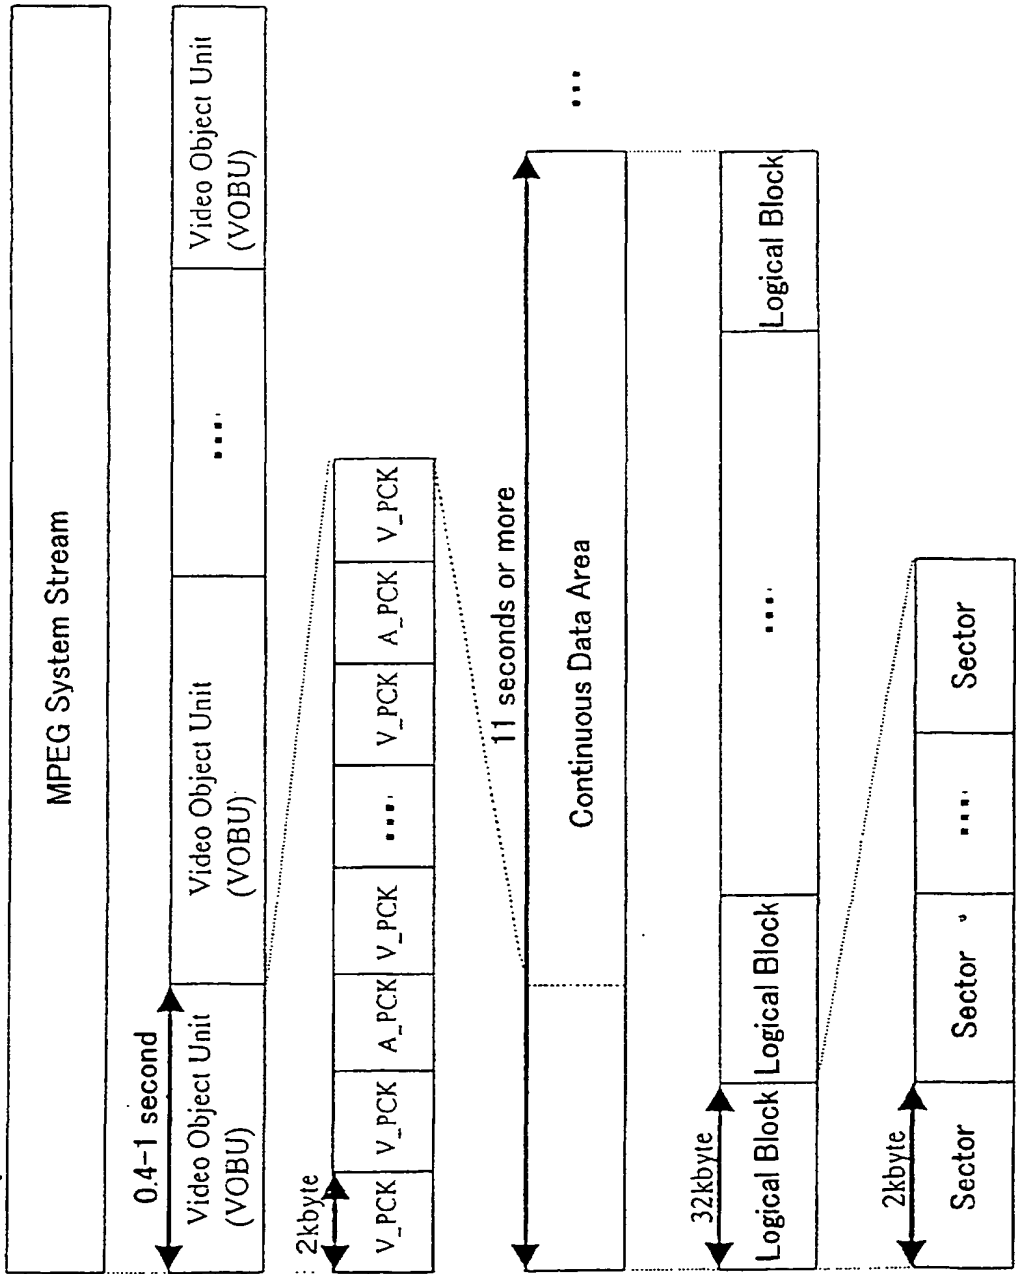 MPEG System Stream
0.4-1 second
Video Object Unit
(VOBU)
Video Object Unit
(VOBU)
....
Video Object Unit
(VOBU)
2kbyte
V_PCK
V_PCK
A_PCK
V_PCK
....
V_PCK
A_PCK
V_PCK
11 seconds or more
Continuous Data Area
...
32kbyte
Logical Block
Logical Block
....
Logical Block
2kbyte
Sector
Sector
....
Sector